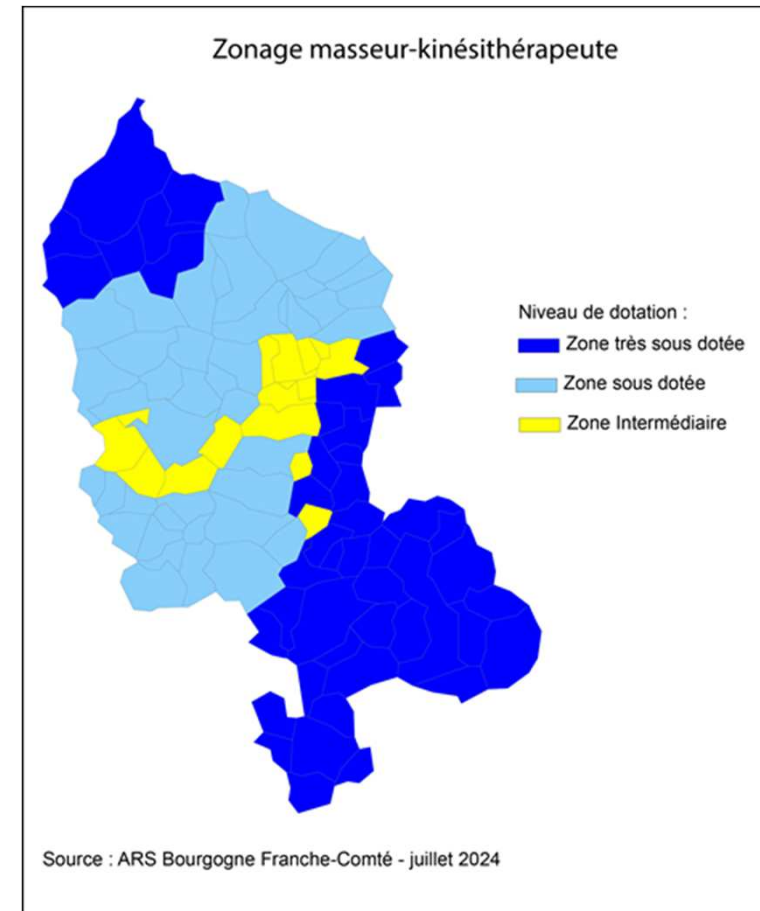 Zonage masseur-kinésithérapeute
Niveau de dotation :
Zone très sous dotée
Zone sous dotée
Zone Intermédiaire
Source : ARS Bourgogne Franche-Comté - juillet 2024